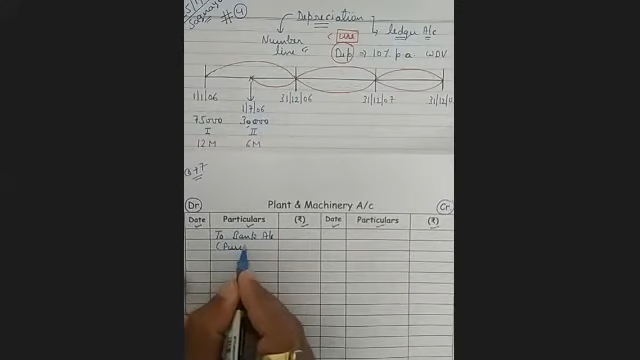 #4
Depreciation
ledger A/c
Number
line
Dep ⇒ 10% p a WDV
1/1/06
1/7/06
31/12/06
31/12/07
75000
30000
I
II
12 M
6 M
Dr
Plant & Machinery A/c
Cr
Date
Particulars
(₹)
Date
Particulars
(₹)
To Bank A/c